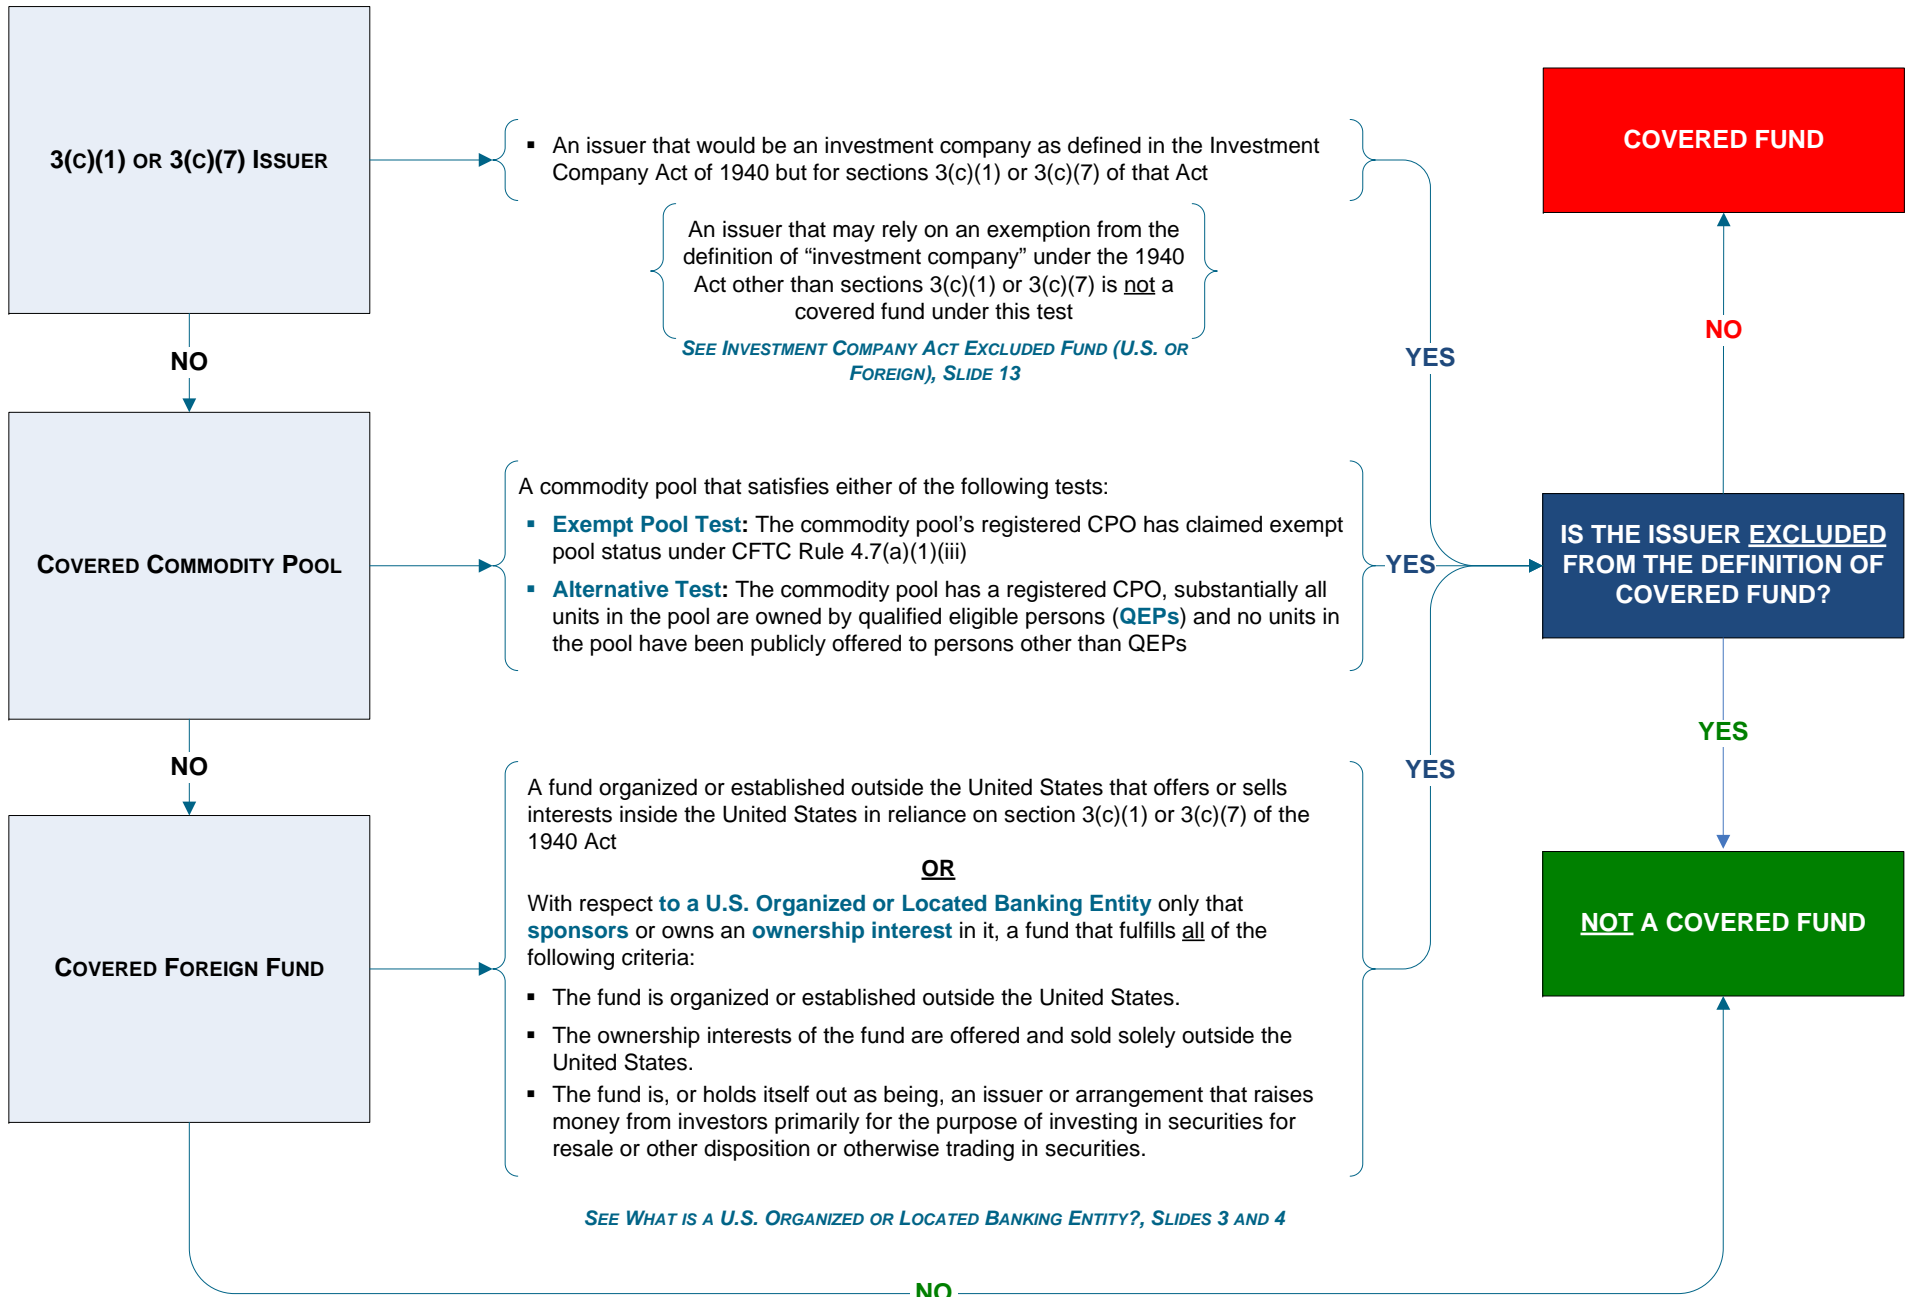 3(C)(1) OR 3(C)(7) ISSUER
▪ An issuer that would be an investment company as defined in the Investment
Company Act of 1940 but for sections 3(c)(1) or 3(c)(7) of that Act
An issuer that may rely on an exemption from the
definition of “investment company” under the 1940
Act other than sections 3(c)(1) or 3(c)(7) is not a
covered fund under this test
SEE INVESTMENT COMPANY ACT EXCLUDED FUND (U.S. OR
FOREIGN), SLIDE 13
YES
COVERED FUND
NO
NO
COVERED COMMODITY POOL
A commodity pool that satisfies either of the following tests:
▪ Exempt Pool Test: The commodity pool’s registered CPO has claimed exempt
pool status under CFTC Rule 4.7(a)(1)(iii)
▪ Alternative Test: The commodity pool has a registered CPO, substantially all
units in the pool are owned by qualified eligible persons (QEPs) and no units in
the pool have been publicly offered to persons other than QEPs
YES
IS THE ISSUER EXCLUDED
FROM THE DEFINITION OF
COVERED FUND?
NO
YES
COVERED FOREIGN FUND
A fund organized or established outside the United States that offers or sells
interests inside the United States in reliance on section 3(c)(1) or 3(c)(7) of the
1940 Act
OR
With respect to a U.S. Organized or Located Banking Entity only that
sponsors or owns an ownership interest in it, a fund that fulfills all of the
following criteria:
▪ The fund is organized or established outside the United States.
▪ The ownership interests of the fund are offered and sold solely outside the
United States.
▪ The fund is, or holds itself out as being, an issuer or arrangement that raises
money from investors primarily for the purpose of investing in securities for
resale or other disposition or otherwise trading in securities.
SEE WHAT IS A U.S. ORGANIZED OR LOCATED BANKING ENTITY?, SLIDES 3 AND 4
YES
NOT A COVERED FUND
NO